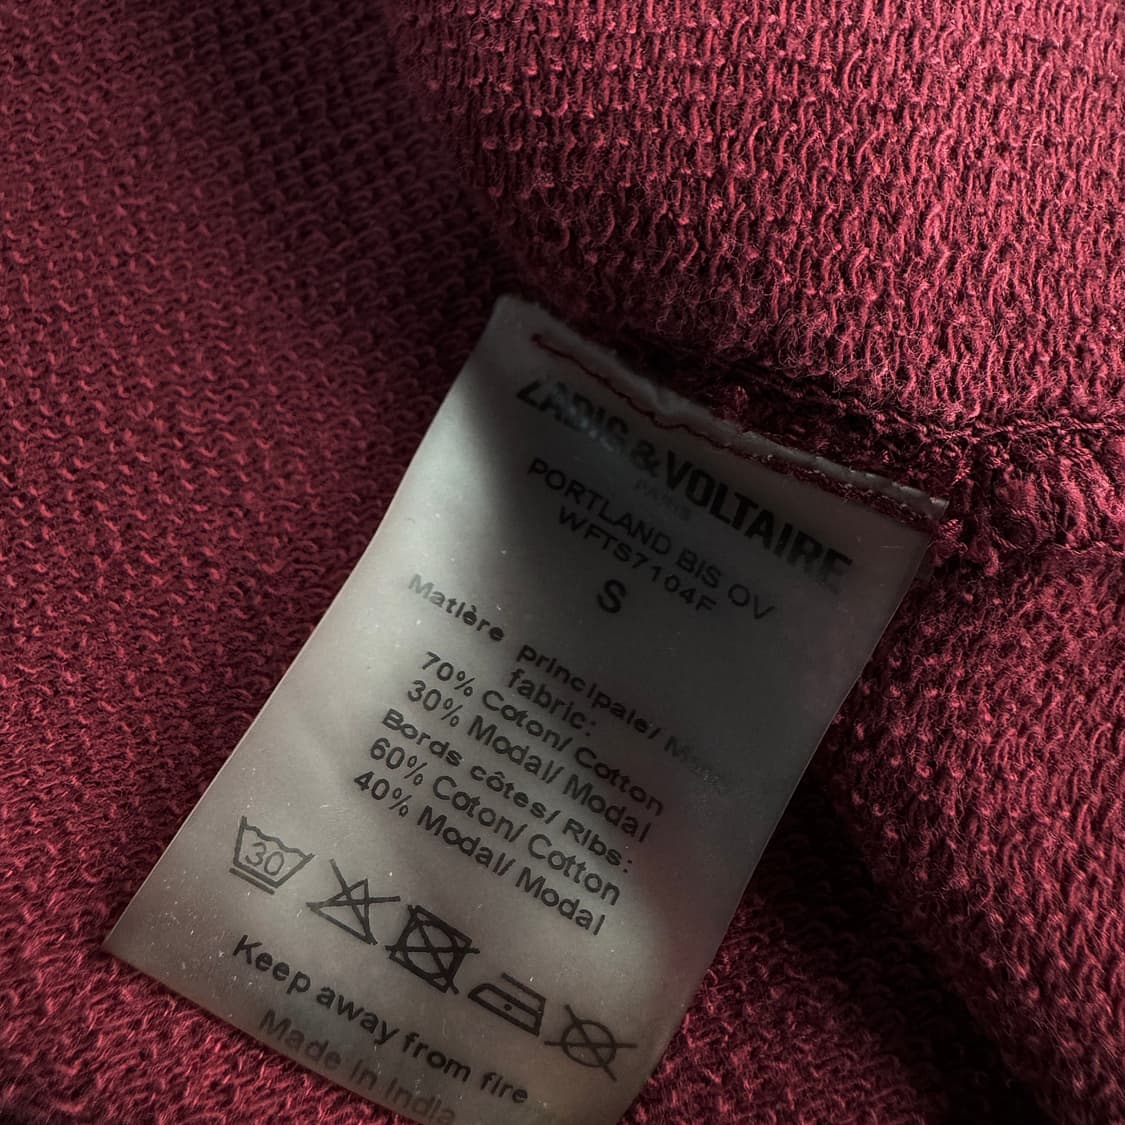 ZADIG&VOLTAIRE
PARIS
PORTLAND BIS OV
WFTS7104F
S
Matière principale/ Main
fabric:
70% Coton/ Cotton
30% Modal/ Modal
Bords côtes/ Ribs:
60% Coton/ Cotton
40% Modal/ Modal
30
Keep away from fire
Made in India